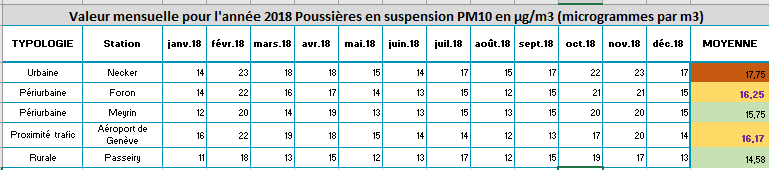 Valeur mensuelle pour l'année 2018 Poussières en suspension PM10 en µg/m3 (microgrammes par m3)
TYPOLOGIE Station janv.18 févr.18 mars.18 avr.18 mai.18 juin.18 juil.18 août.18 sept.18 oct.18 nov.18 déc.18 MOYENNE
Urbaine Necker 14 23 18 18 15 14 17 15 17 22 23 17 17,75
Périurbaine Foron 14 22 16 17 14 13 15 12 15 21 21 15 16,25
Périurbaine Meyrin 12 20 14 19 13 13 15 13 15 20 20 15 15,75
Proximité trafic Aéroport de Genève 16 22 19 18 15 14 14 12 13 17 20 14 16,17
Rurale Passeiry 11 18 13 15 12 13 17 12 15 19 17 13 14,58